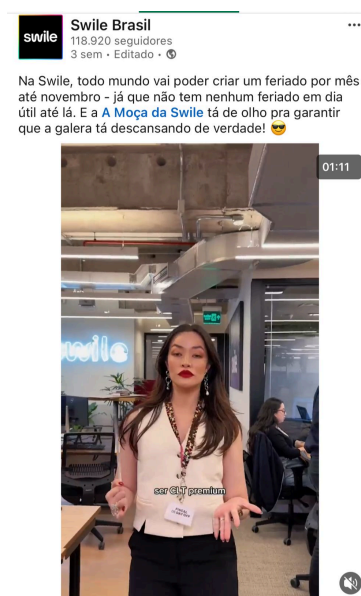 swile
Swile Brasil
118.920 seguidores
3 sem • Editado •
Na Swile, todo mundo vai poder criar um feriado por mês
até novembro - já que não tem nenhum feriado em dia
útil até lá. E a A Moça da Swile tá de olho pra garantir
que a galera tá descansando de verdade! 😎
01:11
swile
ser CLT premium